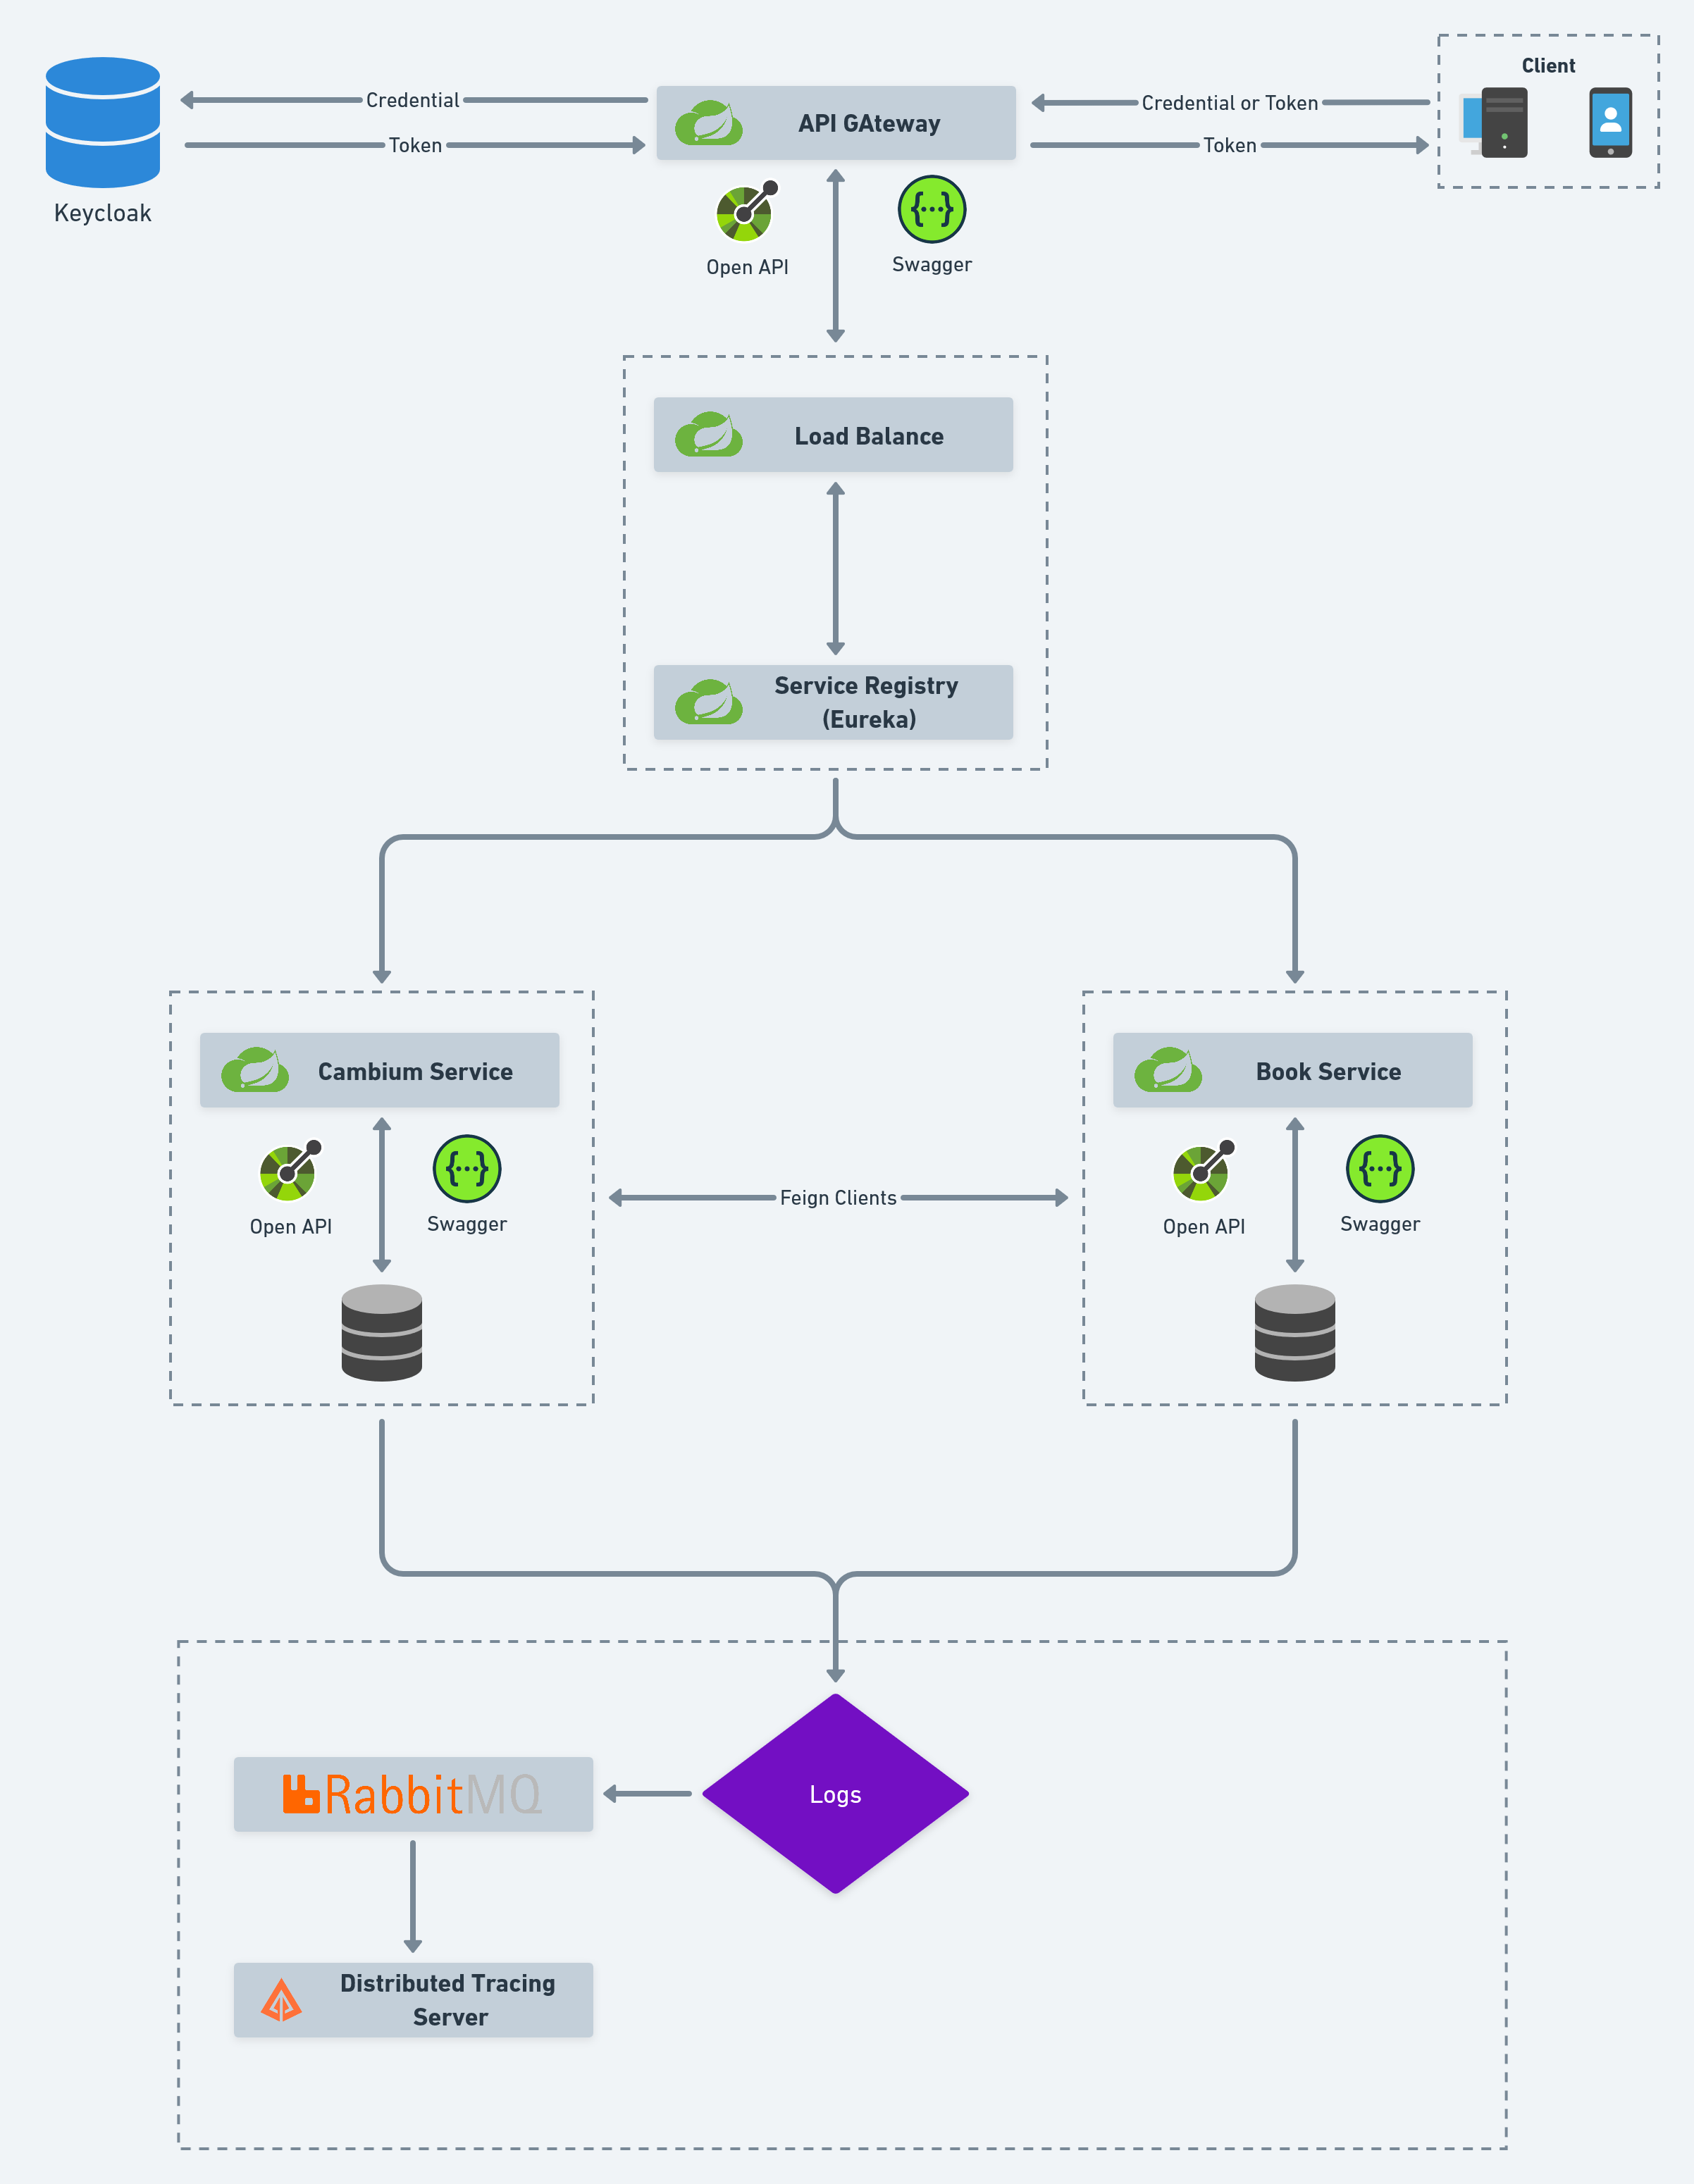 Client
Credential
API GAteway
Credential or Token
Token
Token
Keycloak
{···}
Open API
Swagger
Load Balance
Service Registry
(Eureka)
Cambium Service
Book Service
{···}
{···}
Feign Clients
Open API
Swagger
Open API
Swagger
Logs
RabbitMQ
Distributed Tracing
Server